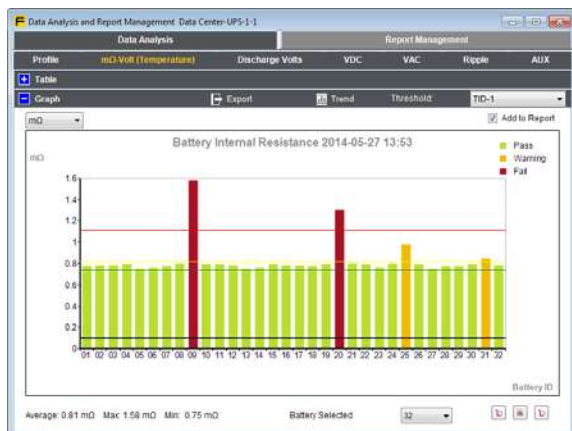 Data Analysis and Report Management Data Center-UPS-1-1
Data Analysis Report Management
Profile mΩ-Volt (Temperature) Discharge Volts VDC VAC Ripple AUX
Table
Graph Export Trend Threshold: TID-1
mΩ Add to Report
Battery Internal Resistance 2014-05-27 13:53
Pass
Warning
Fail
mΩ
1.6
1.4
1.2
1
0.8
0.6
0.4
0.2
0
01 02 03 04 05 06 07 08 09 10 11 12 13 14 15 16 17 18 19 20 21 22 23 24 25 26 27 28 29 30 31 32
Battery ID
Average: 0.81 mΩ Max: 1.58 mΩ Min: 0.75 mΩ Battery Selected 32